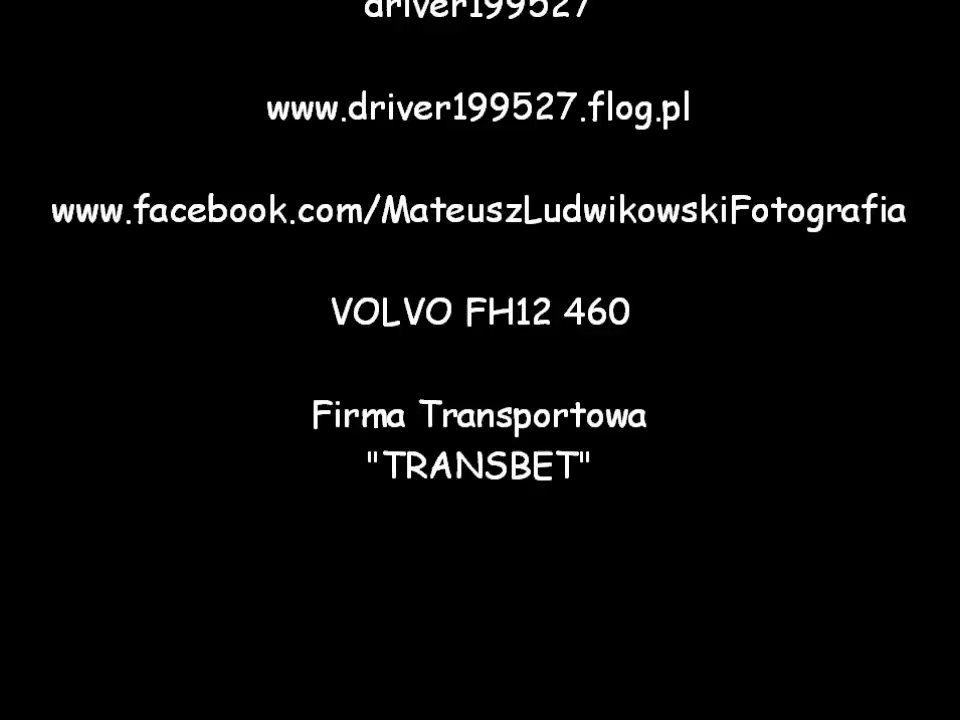 driver199527
www.driver199527.flog.pl
www.facebook.com/MateuszLudwikowskiFotografia
VOLVO FH12 460
Firma Transportowa
"TRANSBET"